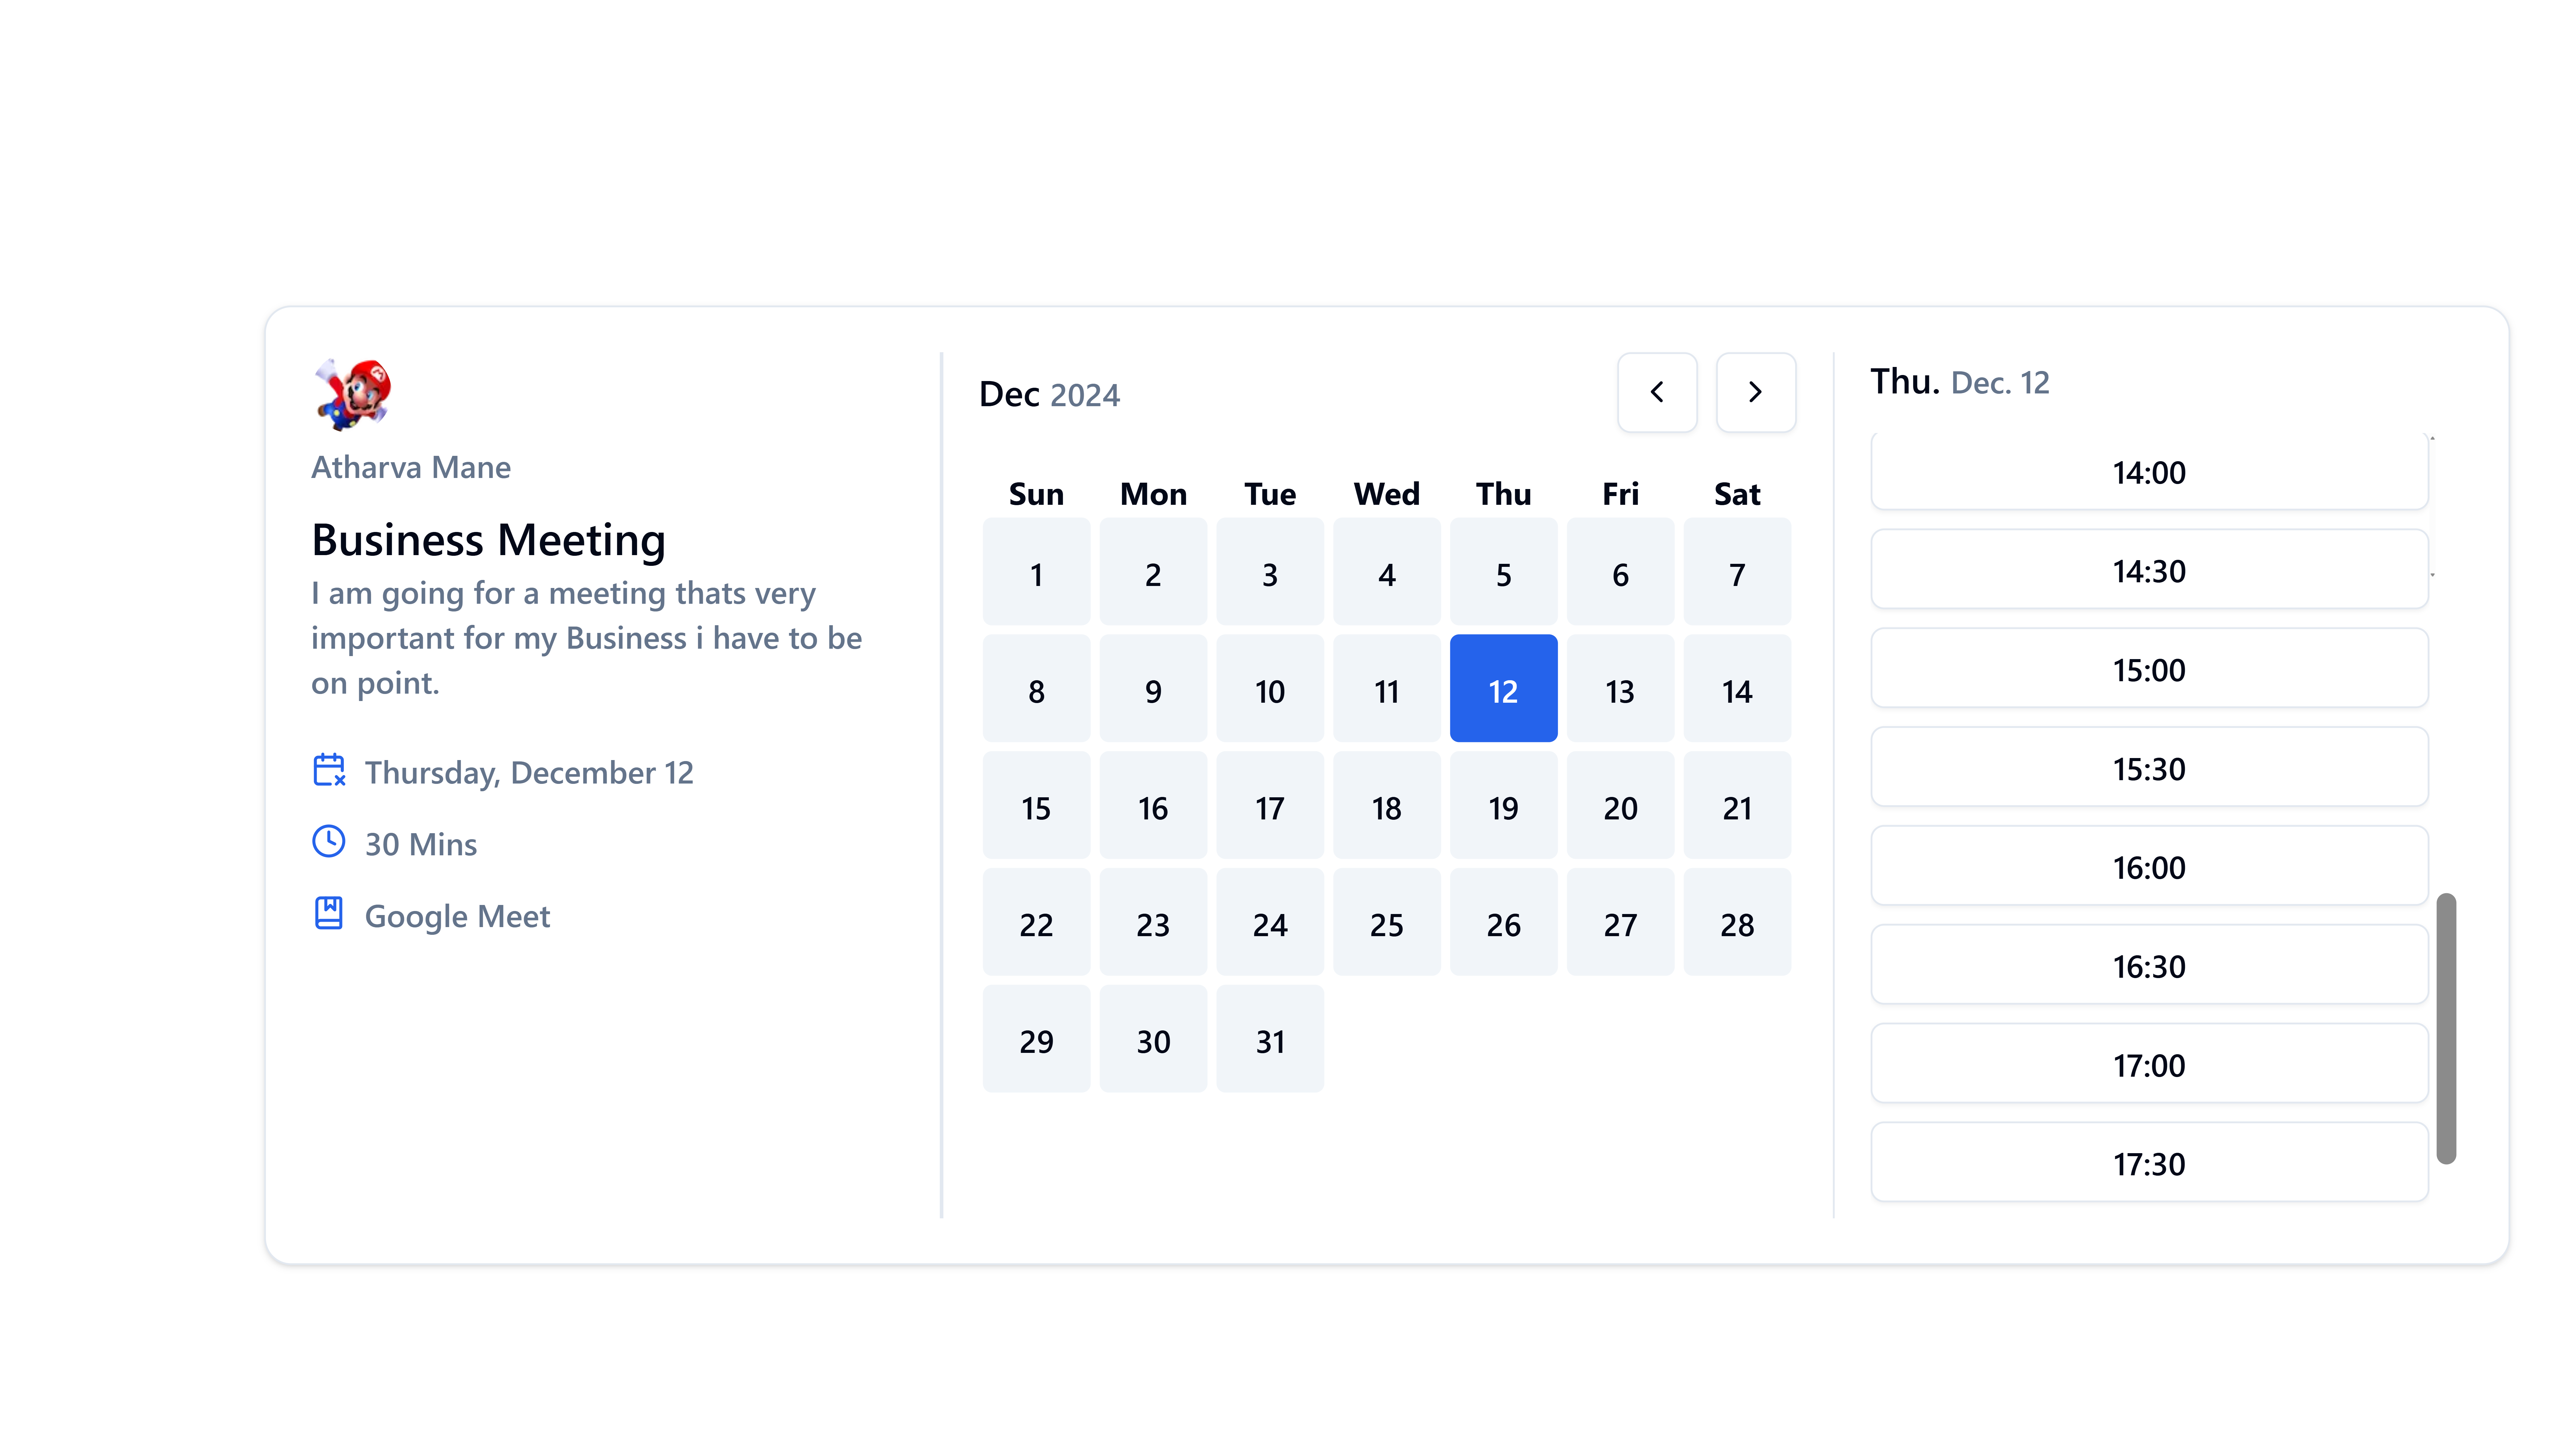 Atharva Mane
Business Meeting
I am going for a meeting thats very
important for my Business i have to be
on point.
Thursday, December 12
30 Mins
Google Meet
Dec 2024
Sun Mon Tue Wed Thu Fri Sat
1 2 3 4 5 6 7
8 9 10 11 12 13 14
15 16 17 18 19 20 21
22 23 24 25 26 27 28
29 30 31
Thu. Dec. 12
14:00
14:30
15:00
15:30
16:00
16:30
17:00
17:30